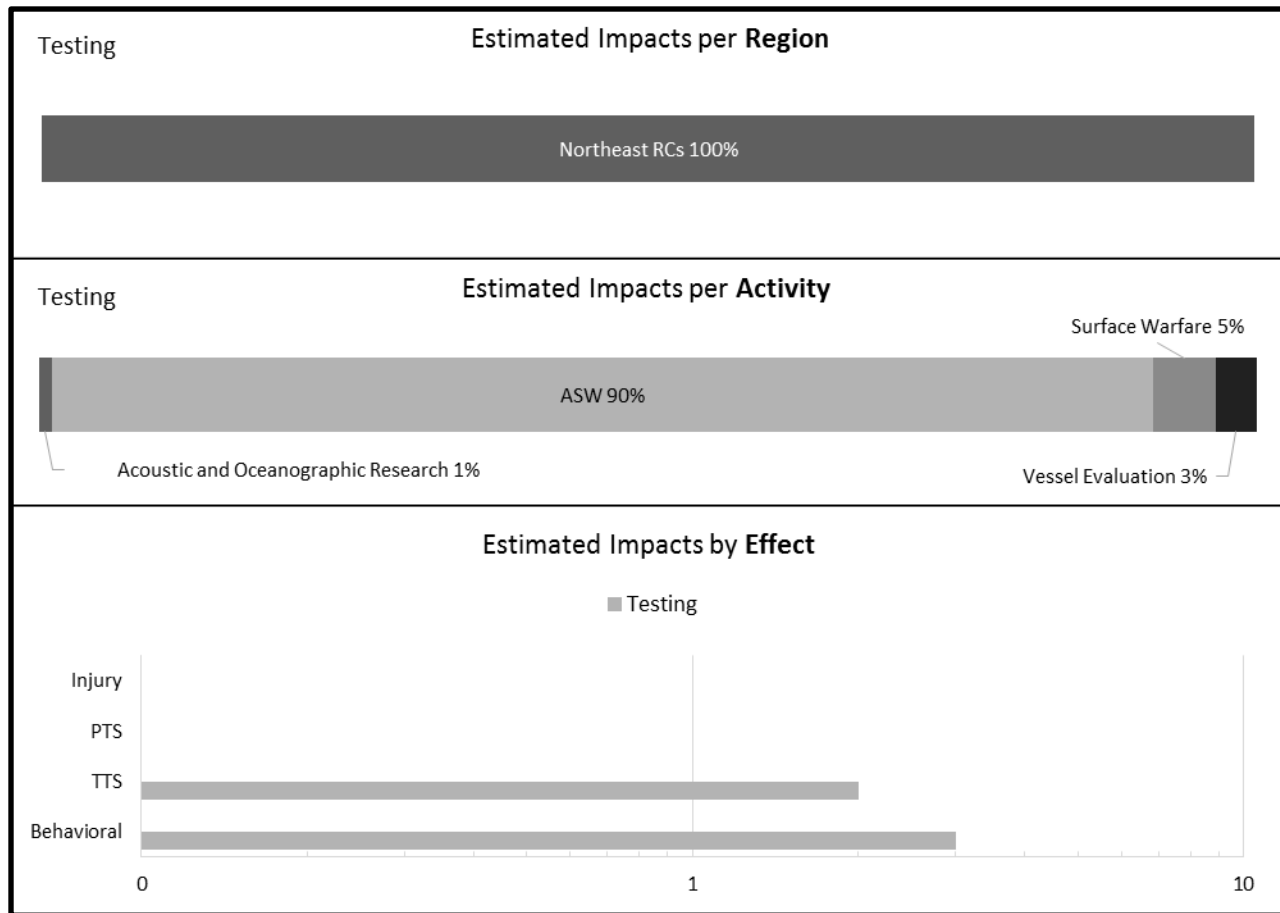 Testing
Estimated Impacts per Region
Northeast RCs 100%
Testing
Estimated Impacts per Activity
Surface Warfare 5%
ASW 90%
Acoustic and Oceanographic Research 1%
Vessel Evaluation 3%
Estimated Impacts by Effect
Testing
Injury
PTS
TTS
Behavioral
0 1 10